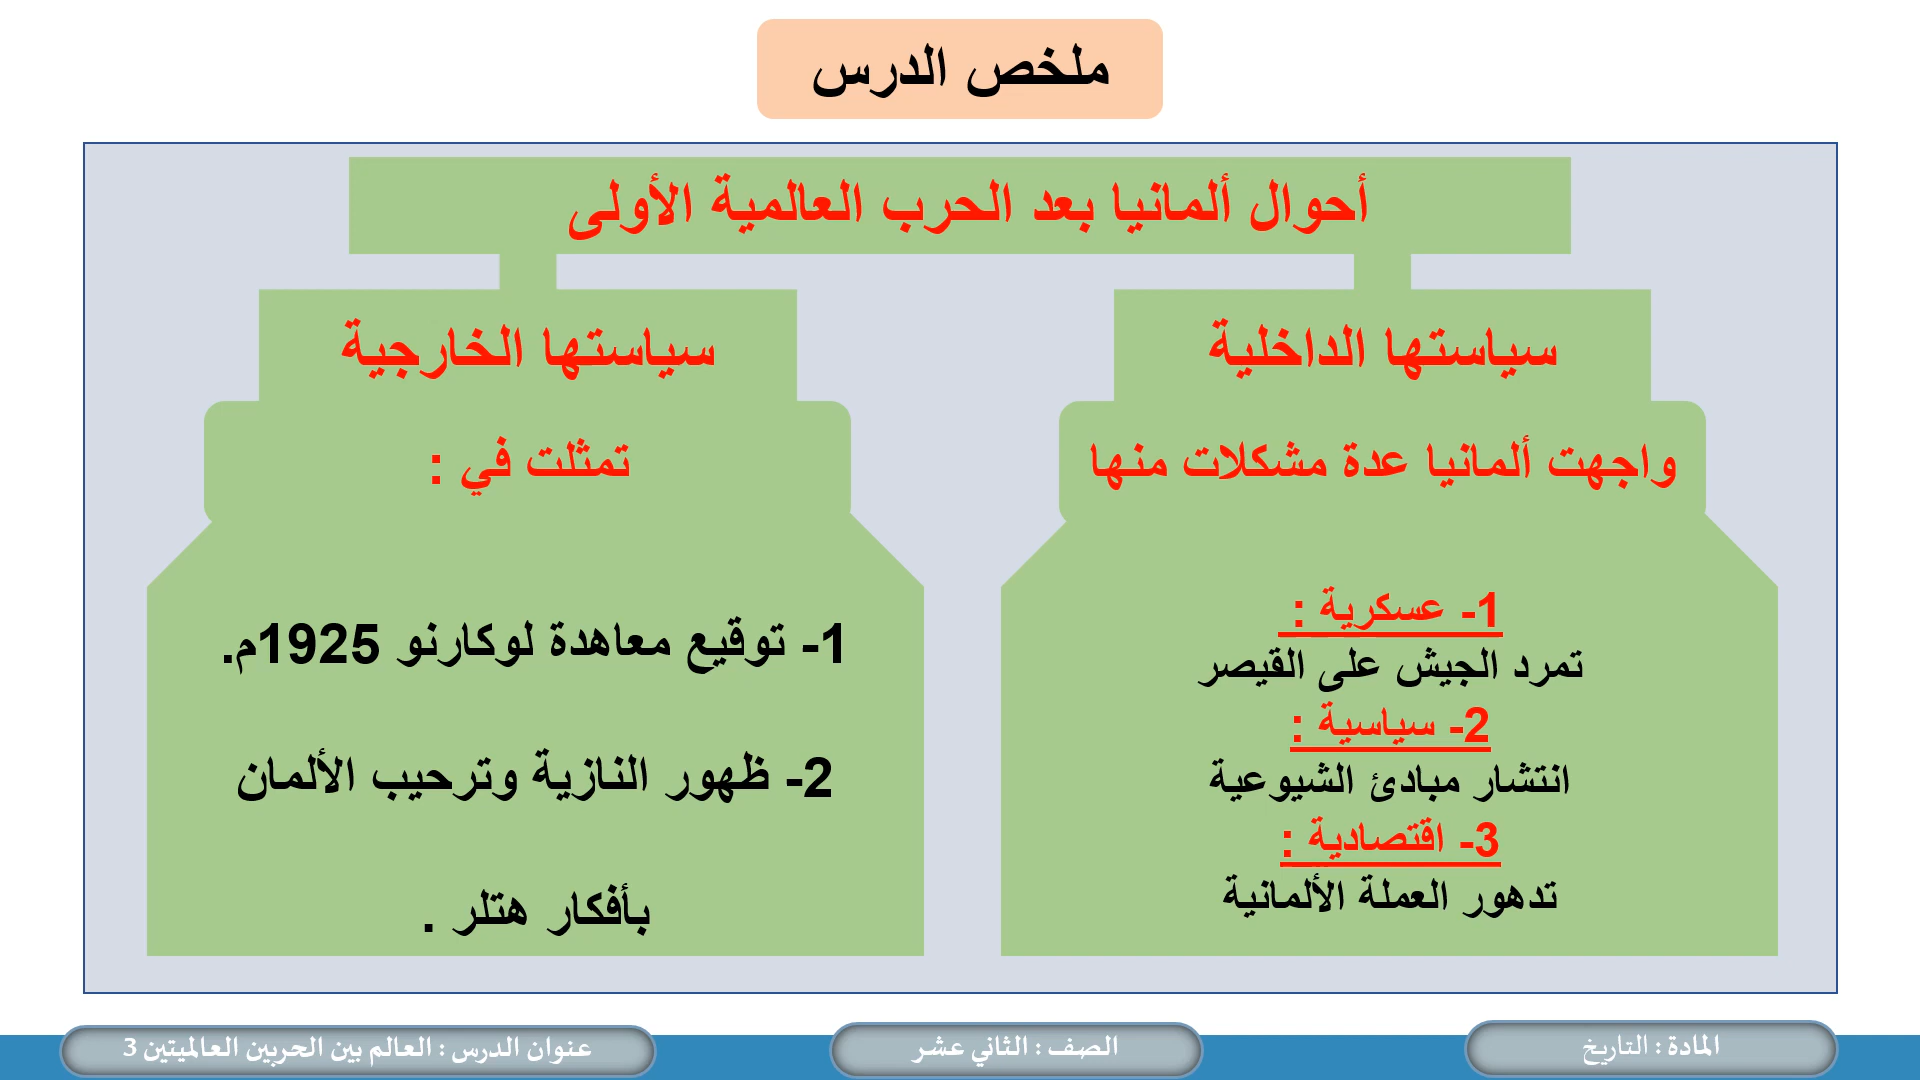 ملخص الدرس
أحوال ألمانيا بعد الحرب العالمية الأولى
سياستها الداخلية
واجهت ألمانيا عدة مشكلات منها
1- عسكرية :
تمرد الجيش على القيصر
2- سياسية :
انتشار مبادئ الشيوعية
3- اقتصادية :
تدهور العملة الألمانية
سياستها الخارجية
تمثلت في :
1- توقيع معاهدة لوكارنو 1925م.
2- ظهور النازية وترحيب الألمان
بأفكار هتلر .
المادة : التاريخ
الصف : الثاني عشر
عنوان الدرس : العالم بين الحربين العالميتين 3